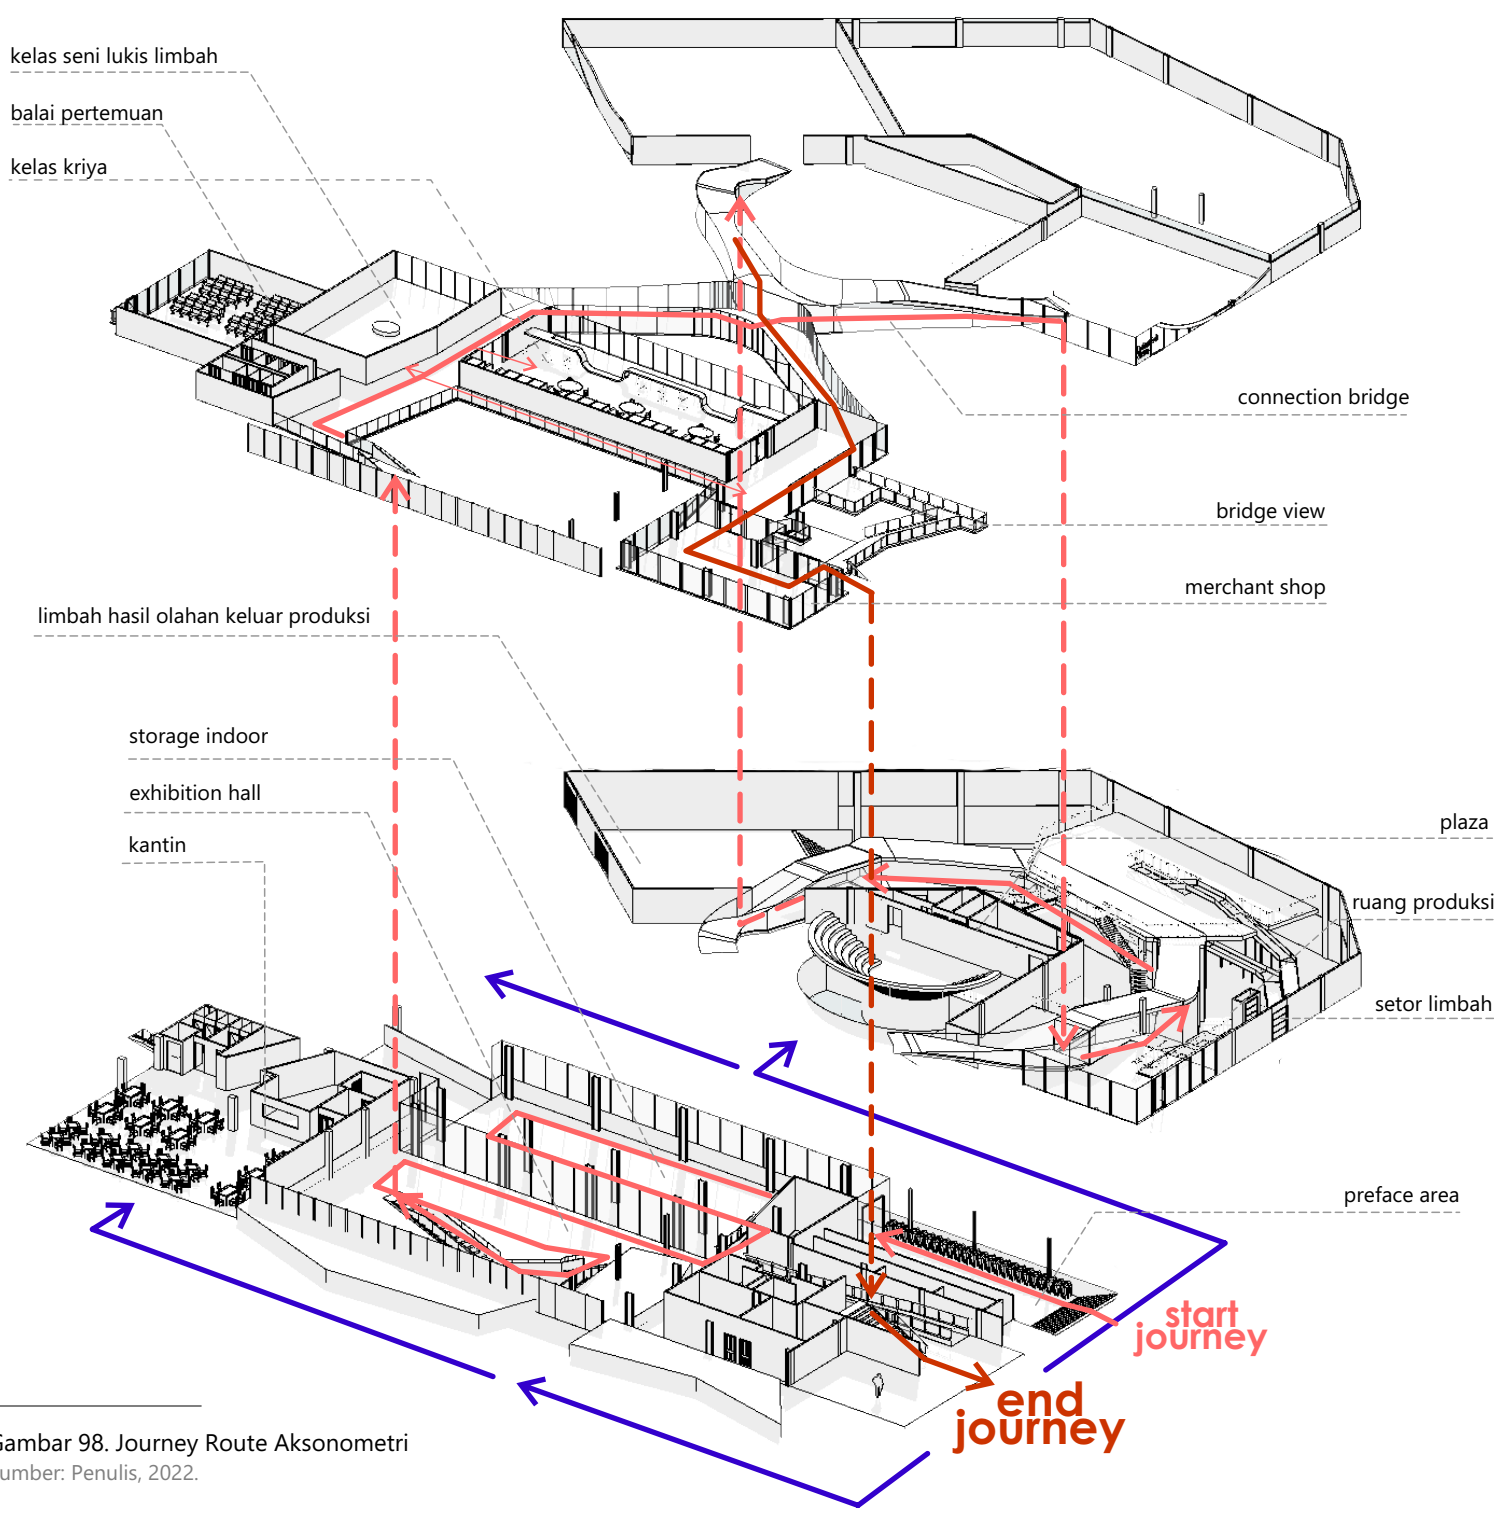 kelas seni lukis limbah
balai pertemuan
kelas kriya
connection bridge
bridge view
merchant shop
limbah hasil olahan keluar produksi
storage indoor
exhibition hall
kantin
plaza
ruang produksi
setor limbah
preface area
start
journey
end
journey
Gambar 98. Journey Route Aksonometri
umber: Penulis, 2022.